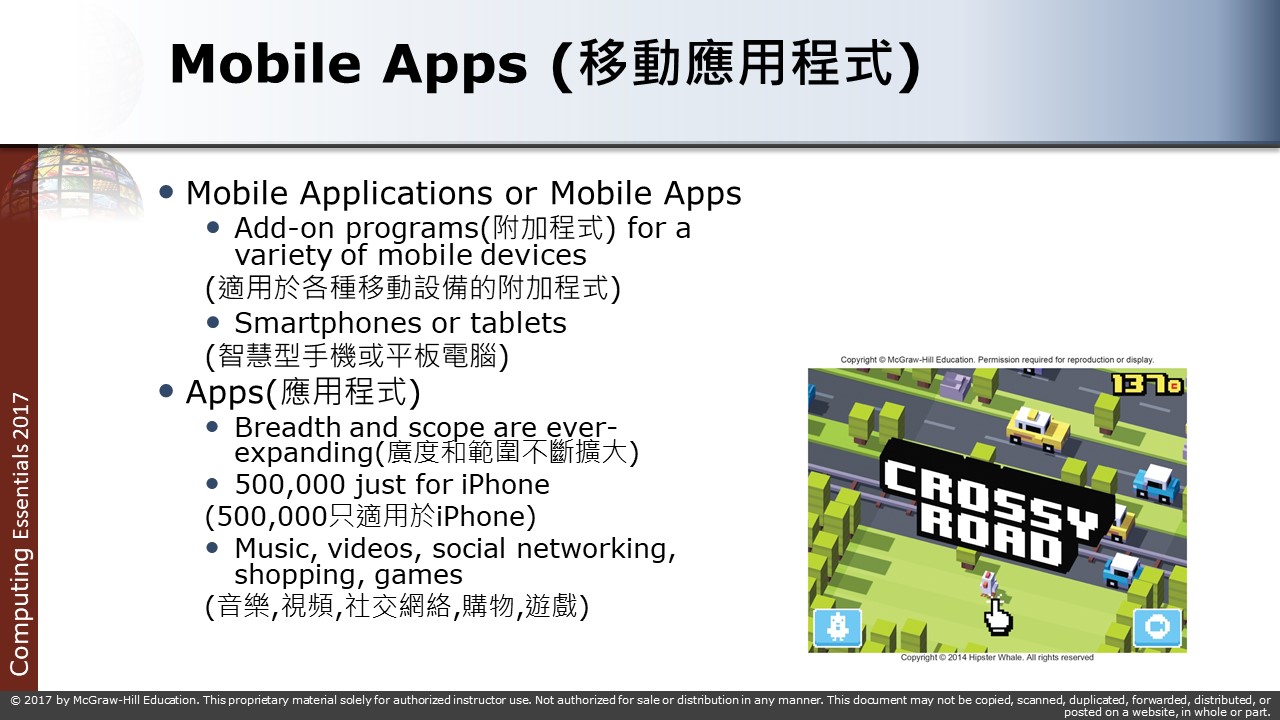 Mobile Apps (移動應用程式)
Mobile Applications or Mobile Apps
Add-on programs(附加程式) for a
variety of mobile devices
(適用於各種移動設備的附加程式)
Smartphones or tablets
(智慧型手機或平板電腦)
Apps(應用程式)
Breadth and scope are ever-
expanding(廣度和範圍不斷擴大)
500,000 just for iPhone
(500,000只適用於iPhone)
Music, videos, social networking,
shopping, games
(音樂,視頻,社交網絡,購物,遊戲)
Copyright © McGraw-Hill Education. Permission required for reproduction or display.
137
CROSSY
ROAD
Copyright © 2014 Hipster Whale. All rights reserved
Computing Essentials 2017
© 2017 by McGraw-Hill Education. This proprietary material solely for authorized instructor use. Not authorized for sale or distribution in any manner. This document may not be copied, scanned, duplicated, forwarded, distributed, or
posted on a website, in whole or part.